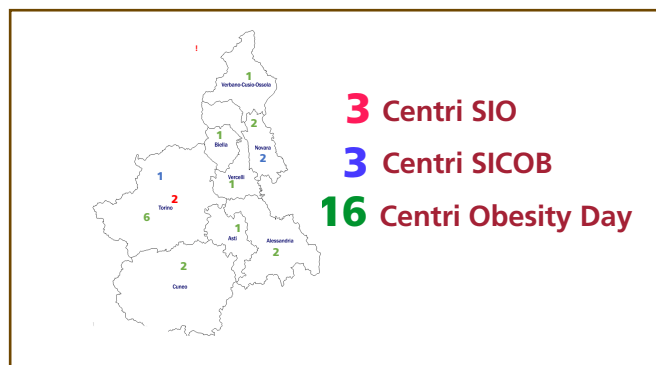 !
1
Verbano-Cusio-Ossola
2
1
Biella
Novara
2
1
Vercelli
1
2
Torino
6
1
Asti
Alessandria
2
2
Cuneo
3 Centri SIO
3 Centri SICOB
16 Centri Obesity Day